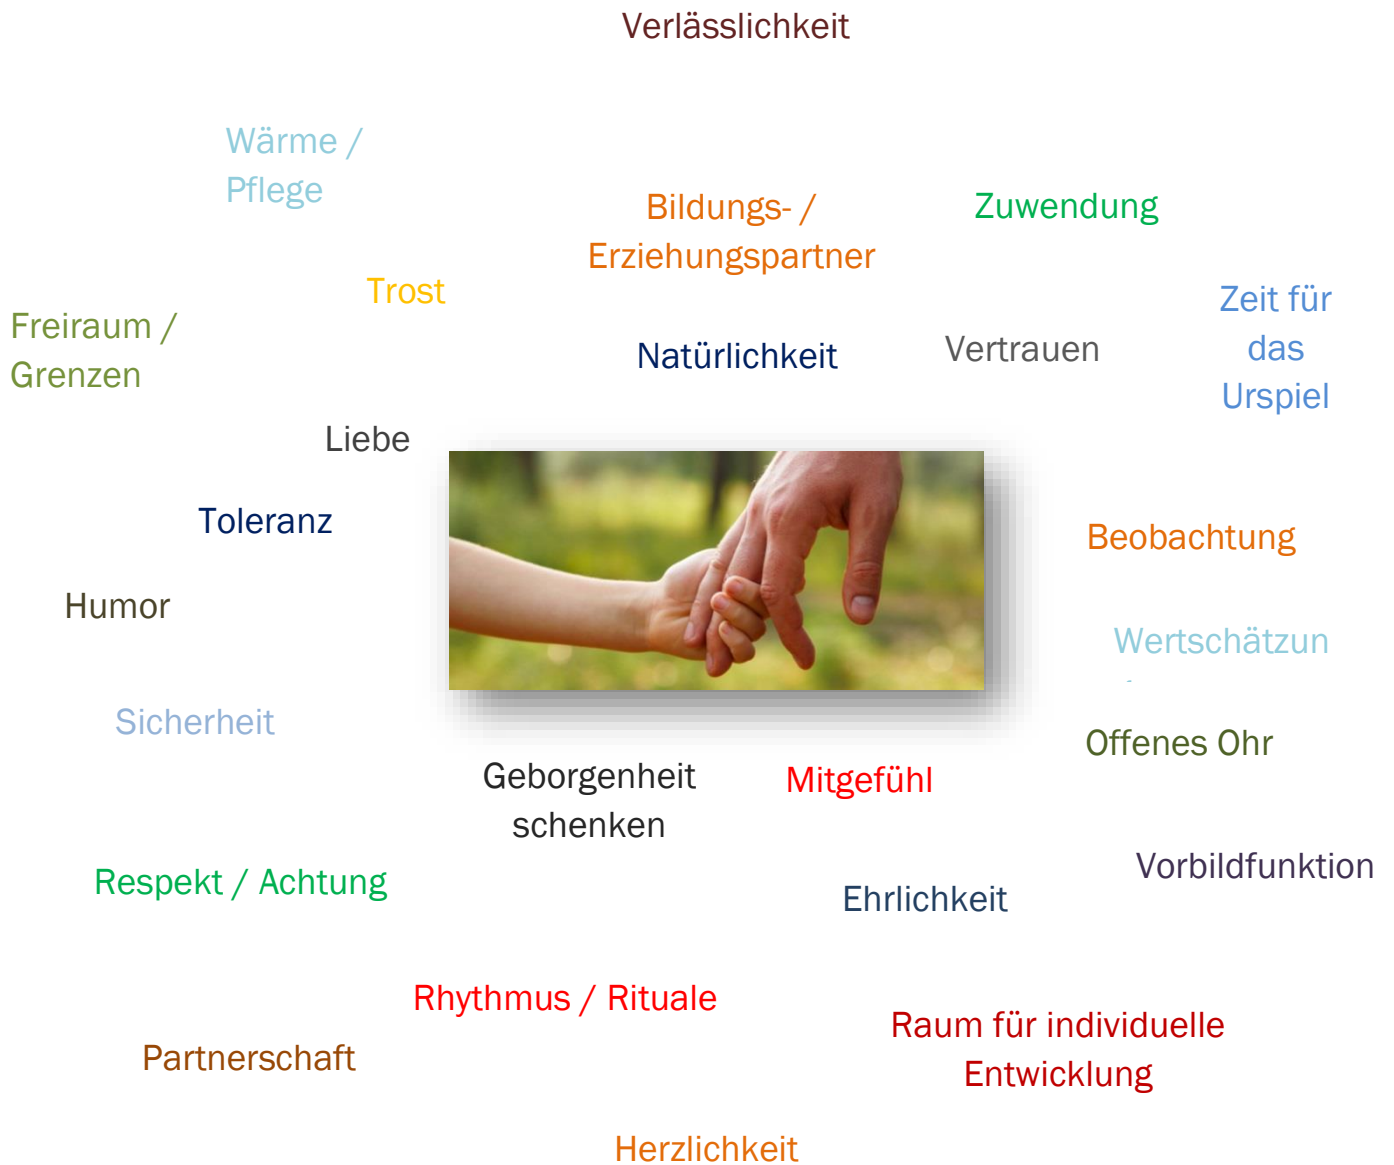 Verlässlichkeit
Wärme /
Pflege
Bildungs- /
Erziehungspartner
Zuwendung
Trost
Freiraum /
Grenzen
Natürlichkeit
Vertrauen
Zeit für
das
Urspiel
Liebe
Toleranz
Beobachtung
Humor
Wertschätzun
Sicherheit
Offenes Ohr
Geborgenheit
schenken
Mitgefühl
Respekt / Achtung
Vorbildfunktion
Ehrlichkeit
Rhythmus / Rituale
Raum für individuelle
Entwicklung
Partnerschaft
Herzlichkeit